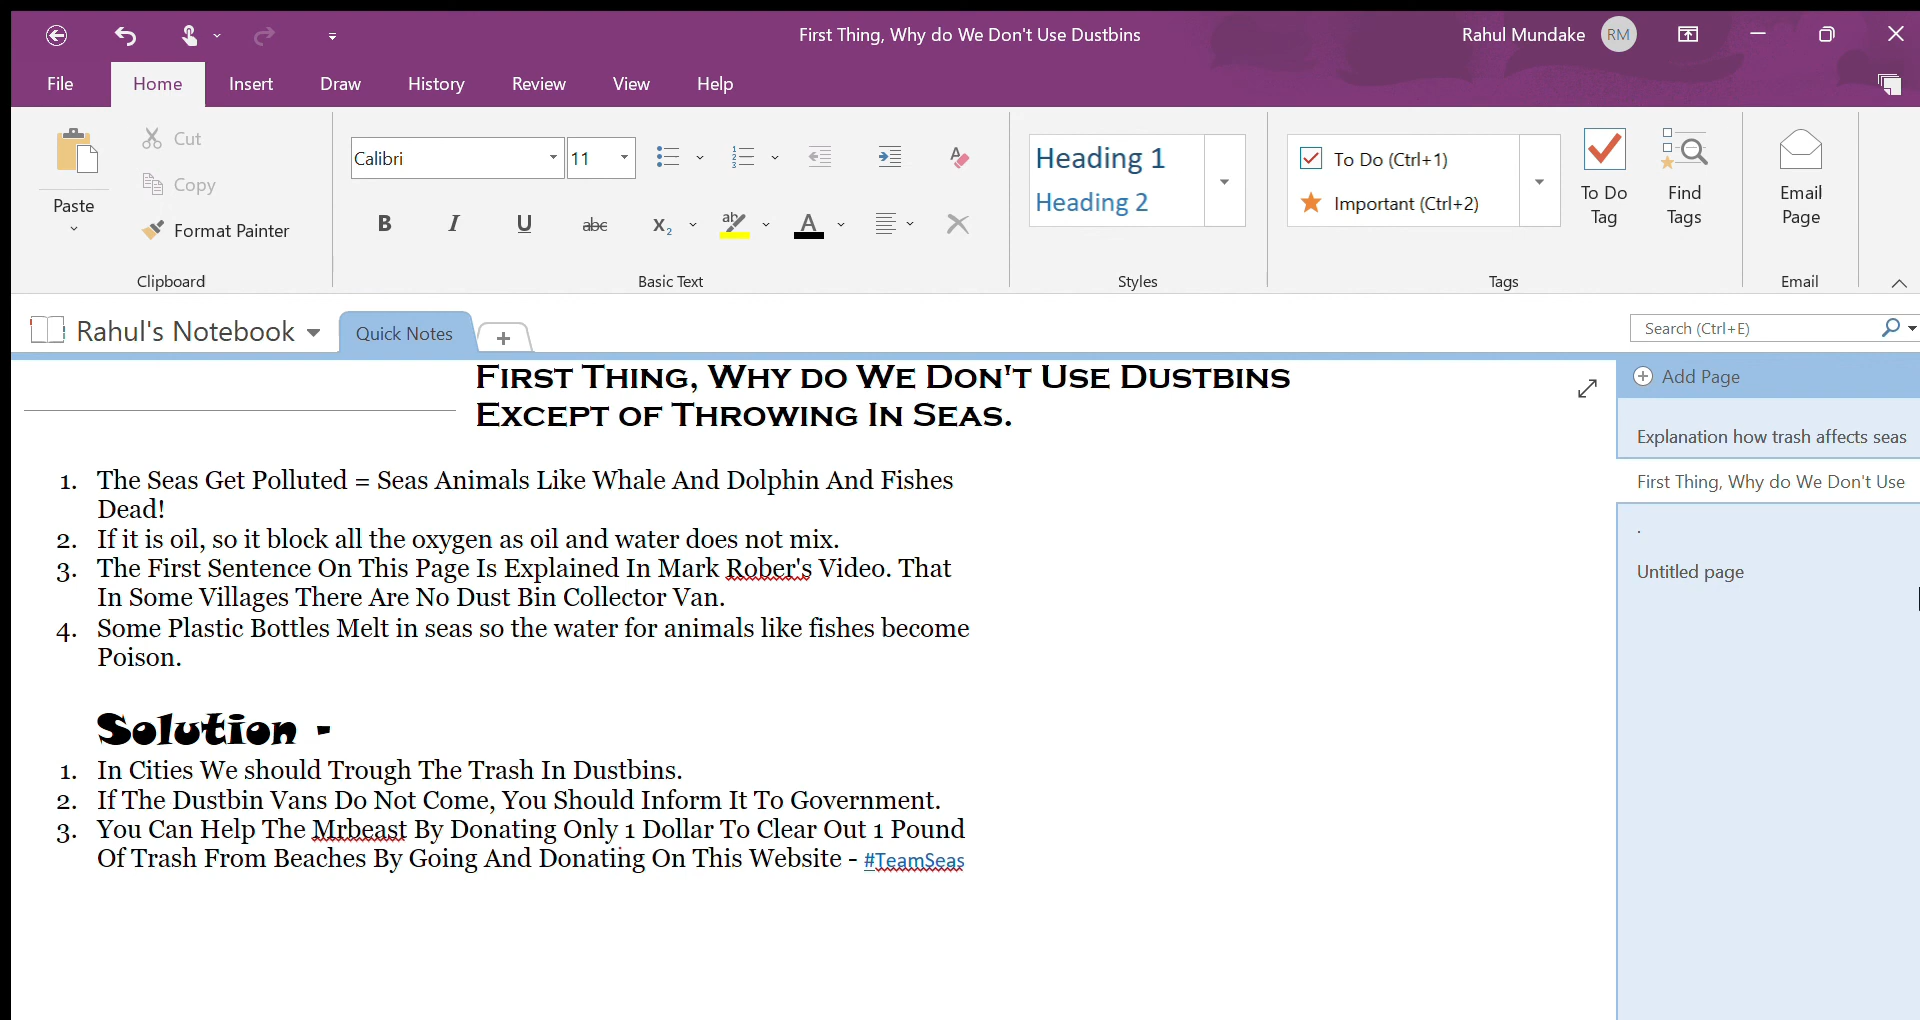 First Thing, Why do We Don't Use Dustbins
Rahul Mundake
RM
File
Home
Insert
Draw
History
Review
View
Help
Paste
Cut
Copy
Format Painter
Clipboard
Calibri
11
B
I
U
abc
X₂
ab
A
Basic Text
Heading 1
Heading 2
Styles
To Do (Ctrl+1)
Important (Ctrl+2)
To Do
Tag
Find
Tags
Tags
Email
Page
Email
Rahul's Notebook
Quick Notes
+
Search (Ctrl+E)
FIRST THING, WHY DO WE DON'T USE DUSTBINS
EXCEPT OF THROWING IN SEAS.
1. The Seas Get Polluted = Seas Animals Like Whale And Dolphin And Fishes
Dead!
2. If it is oil, so it block all the oxygen as oil and water does not mix.
3. The First Sentence On This Page Is Explained In Mark Rober's Video. That
In Some Villages There Are No Dust Bin Collector Van.
4. Some Plastic Bottles Melt in seas so the water for animals like fishes become
Poison.
Solution -
1. In Cities We should Trough The Trash In Dustbins.
2. If The Dustbin Vans Do Not Come, You Should Inform It To Government.
3. You Can Help The Mrbeast By Donating Only 1 Dollar To Clear Out 1 Pound
Of Trash From Beaches By Going And Donating On This Website - #TeamSeas
Add Page
Explanation how trash affects seas
First Thing, Why do We Don't Use
.
Untitled page